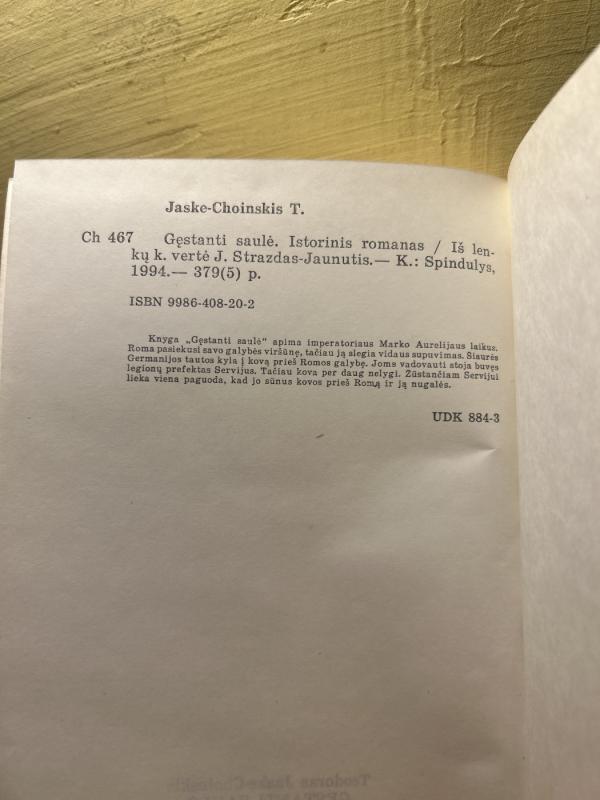 Jaske-Choinskis T.
Ch 467 Gęstanti saulė. Istorinis romanas / Iš len-
kų k. vertė J. Strazdas-Jaunutis.— K.: Spindulys,
1994.— 379(5) p.
ISBN 9986-408-20-2
Knyga „Gęstanti saulė“ apima imperatoriaus Marko Aurelijaus laikus.
Roma pasiekusi savo galybės viršūnę, tačiau ją slegia vidaus supuvimas. Šiaurės
Germanijos tautos kyla į kovą prieš Romos galybę. Joms vadovauti stoja buvęs
legionų prefektas Servijus. Tačiau kova per daug nelygi. Žūstančiam Servijui
lieka viena paguoda, kad jo sūnus kovos prieš Romą ir ją nugalės.
UDK 884-3